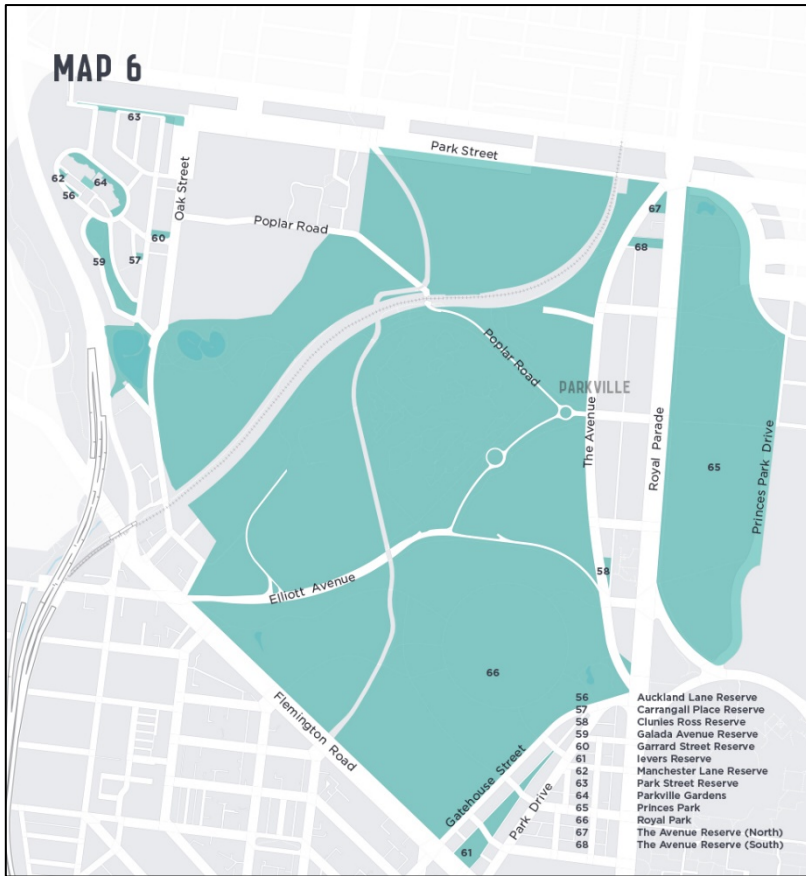 MAP 6
63
Park Street
62
64
56
Oak Street
67
Poplar Road
60
68
59
57
Poplar Road
PARKVILLE
The Avenue
Royal Parade
65
Princes Park Drive
58
Elliott Avenue
66
Flemington Road
Gatehouse Street
Park Drive
61
56 Auckland Lane Reserve
57 Carrangall Place Reserve
58 Clunies Ross Reserve
59 Galada Avenue Reserve
60 Garrard Street Reserve
61 Ievers Reserve
62 Manchester Lane Reserve
63 Park Street Reserve
64 Parkville Gardens
65 Princes Park
66 Royal Park
67 The Avenue Reserve (North)
68 The Avenue Reserve (South)